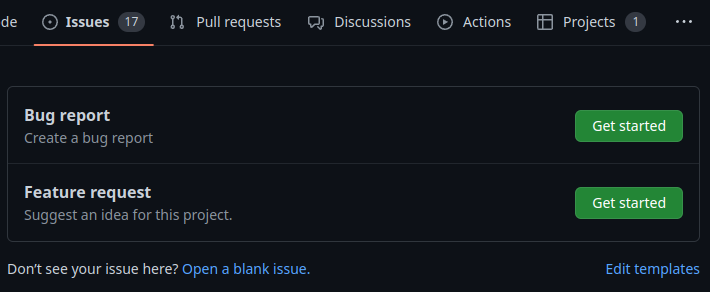 de Issues 17 Pull requests Discussions Actions Projects 1 ...
Bug report
Create a bug report
Get started
Feature request
Suggest an idea for this project.
Get started
Don’t see your issue here? Open a blank issue. Edit templates